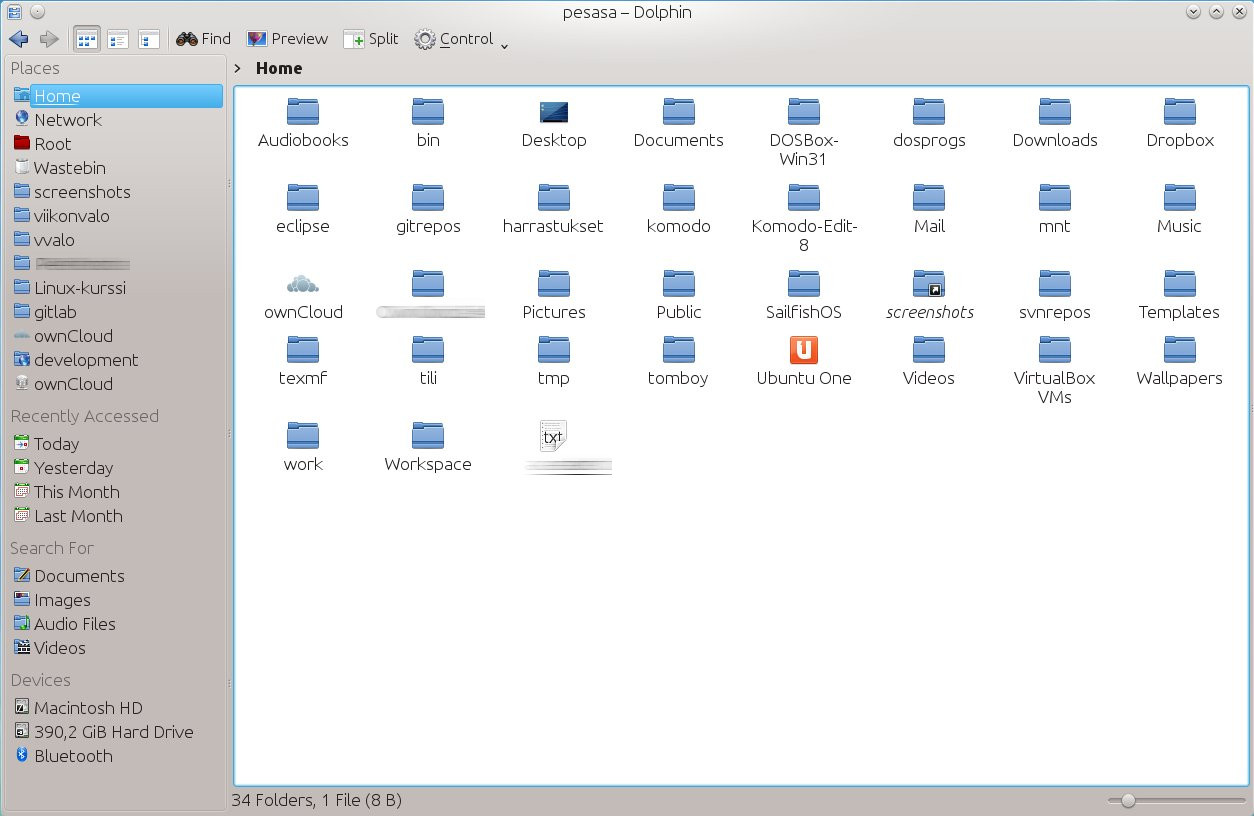 pesasa – Dolphin
Find Preview Split Control
Places
> Home
Home
Network
Root
Wastebin
screenshots
viikonvalo
vvalo
Linux-kurssi
gitlab
ownCloud
development
ownCloud
Recently Accessed
Today
Yesterday
This Month
Last Month
Search For
Documents
Images
Audio Files
Videos
Devices
Macintosh HD
390,2 GiB Hard Drive
Bluetooth
Audiobooks bin Desktop Documents DOSBox- dosprogs Downloads Dropbox
Win31
eclipse gitrepos harrastukset komodo Komodo-Edit- Mail mnt Music
8
ownCloud Pictures Public SailfishOS screenshots svnrepos Templates
texmf tili tmp tomboy Ubuntu One Videos VirtualBox Wallpapers
VMs
work Workspace
txt
34 Folders, 1 File (8 B)